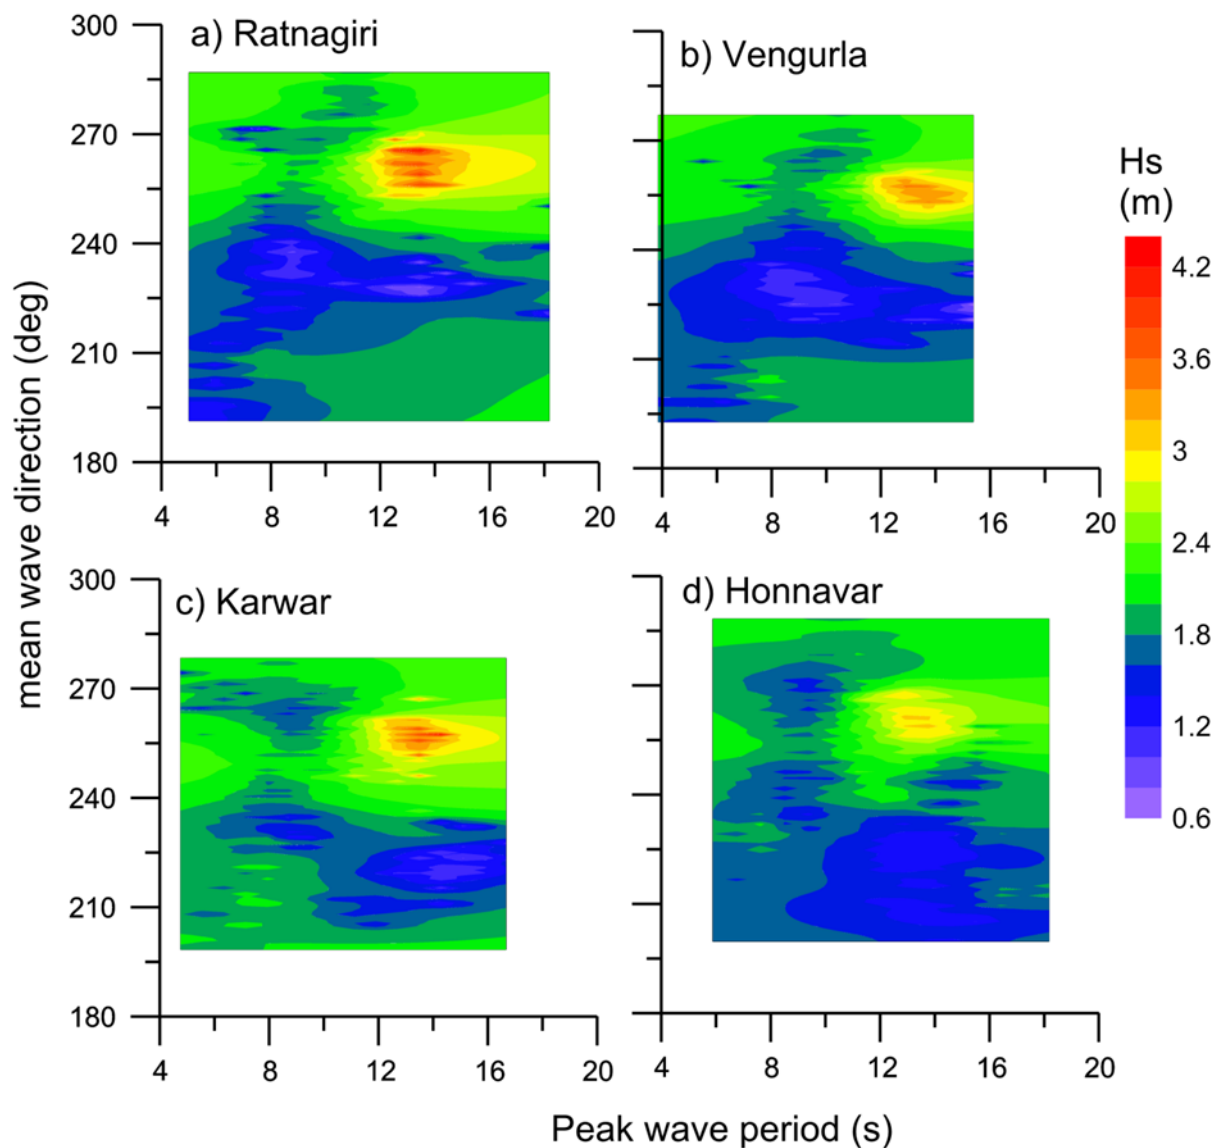 300
270
240
210
180
a) Ratnagiri
4 8 12 16 20
b) Vengurla
4 8 12 16 20
Hs
(m)
4.2
3.6
3
2.4
1.8
1.2
0.6
mean wave direction (deg)
300
270
240
210
180
c) Karwar
4 8 12 16 20
d) Honnavar
4 8 12 16 20
Peak wave period (s)